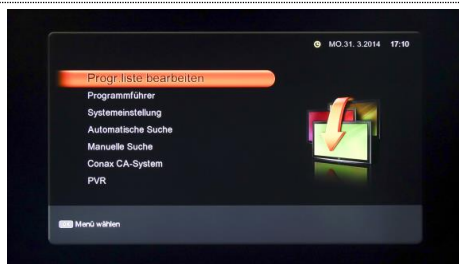 MO.31. 3.2014 17:10
Progr.liste bearbeiten
Programmführer
Systemeinstellung
Automatische Suche
Manuelle Suche
Conax CA-System
PVR
Menü wählen